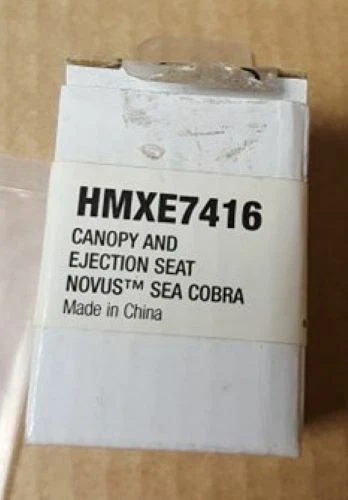 HMXE7416
CANOPY AND
EJECTION SEAT
NOVUS™ SEA COBRA
Made in China